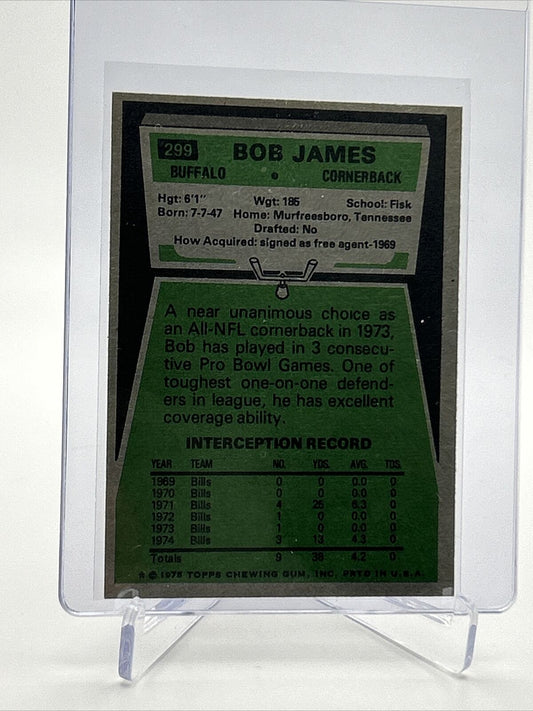 299 BOB JAMES
BUFFALO • CORNERBACK
Hgt: 6'1" Wgt: 185 School: Fisk
Born: 7-7-47 Home: Murfreesboro, Tennessee
Drafted: No
How Acquired: signed as free agent-1969
A near unanimous choice as
an All-NFL cornerback in 1973,
Bob has played in 3 consecu-
tive Pro Bowl Games. One of
toughest one-on-one defend-
ers in league, he has excellent
coverage ability.
INTERCEPTION RECORD
YEAR TEAM NO. YDS. AVG. TDS.
1969 Bills 0 0 0.0 0
1970 Bills 0 0 0.0 0
1971 Bills 4 25 6.3 0
1972 Bills 1 0 0.0 0
1973 Bills 1 0 0.0 0
1974 Bills 3 13 4.3 0
Totals 9 38 4.2 0
© 1975 TOPPS CHEWING GUM, INC. PRTD IN U.S.A.